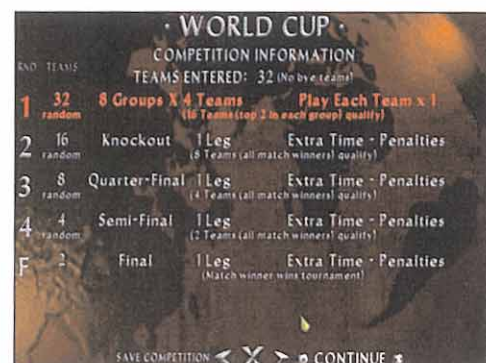 · WORLD CUP ·
COMPETITION INFORMATION
RND TEAMS TEAMS ENTERED: 32 (No bye teams)
1 32 random 8 Groups X 4 Teams Play Each Team x 1
(16 Teams (top 2 in each group) qualify)
2 16 random Knockout 1 Leg Extra Time - Penalties
(8 Teams (all match winners) qualify)
3 8 random Quarter-Final 1 Leg Extra Time - Penalties
(4 Teams (all match winners) qualify)
4 4 random Semi-Final 1 Leg Extra Time - Penalties
(2 Teams (all match winners) qualify)
F 2 Final 1 Leg Extra Time - Penalties
(Match winner wins tournament)
SAVE COMPETITION X CONTINUE